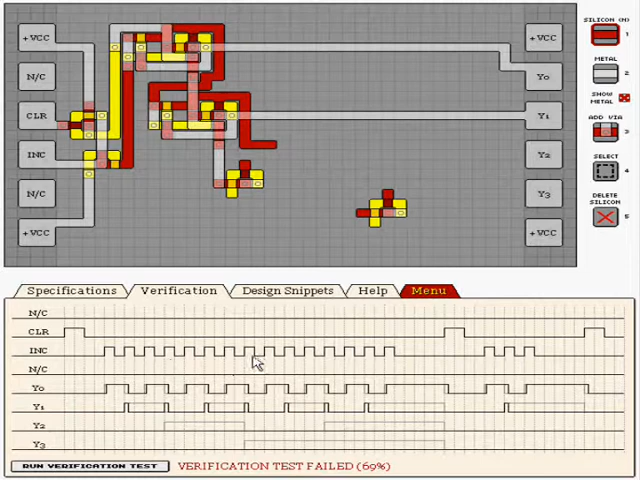 +VCC
N/C
CLR
INC
N/C
+VCC
+VCC
Y0
Y1
Y2
Y3
+VCC
SILICON (N)
1
METAL
2
SHOW
METAL
ADD VIA
3
SELECT
4
DELETE
SILICON
5
Specifications
Verification
Design Snippets
Help
Menu
N/C
CLR
INC
N/C
Y0
Y1
Y2
Y3
RUN VERIFICATION TEST
VERIFICATION TEST FAILED (69%)